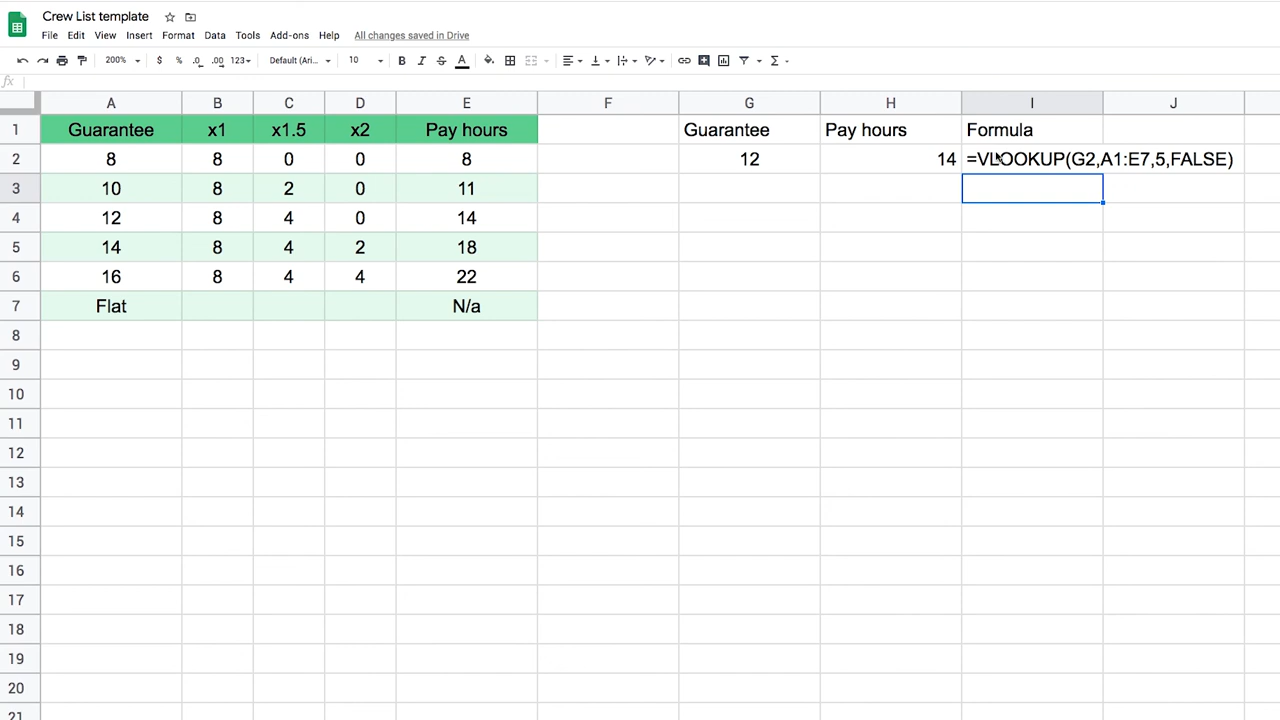 Crew List template
File Edit View Insert Format Data Tools Add-ons Help All changes saved in Drive
200% $ % .0 .00 123 Default (Ari... 10 B I S A Σ
fx
A B C D E F G H I J
1 Guarantee x1 x1.5 x2 Pay hours Guarantee Pay hours Formula
2 8 8 0 0 8 12 14 =VLOOKUP(G2,A1:E7,5,FALSE)
3 10 8 2 0 11
4 12 8 4 0 14
5 14 8 4 2 18
6 16 8 4 4 22
7 Flat N/a
8
9
10
11
12
13
14
15
16
17
18
19
20
21